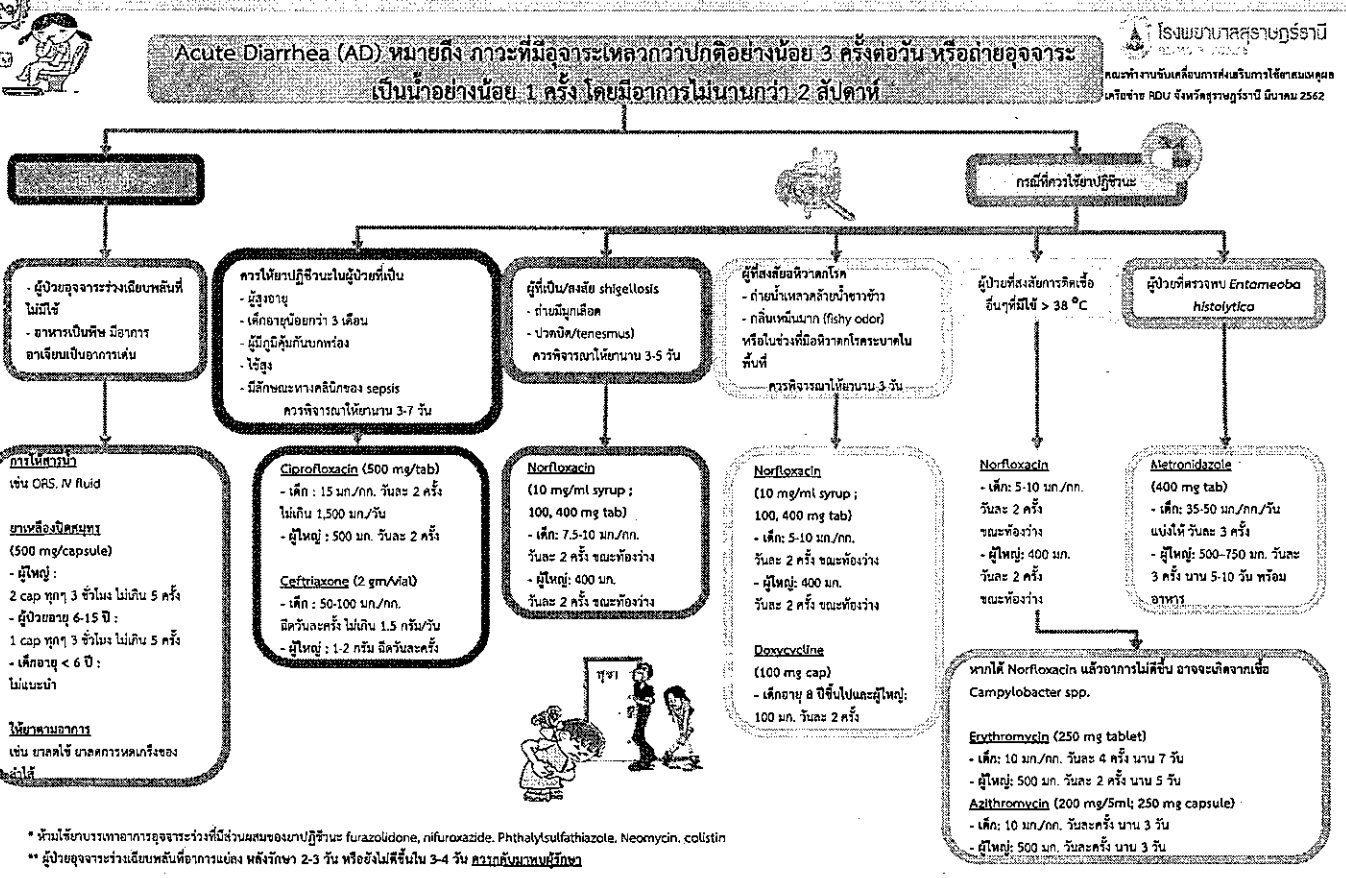 Acute Diarrhea (AD) หมายถึง ภาวะที่มีอุจจาระเหลวกว่าปกติอย่างน้อย 3 ครั้งต่อวัน หรือถ่ายอุจจาระ
เป็นน้ำอย่างน้อย 1 ครั้ง โดยมีอาการไม่นานกว่า 2 สัปดาห์
โรงพยาบาลสุราษฎร์ธานี
คณะทำงานขับเคลื่อนการส่งเสริมการใช้ยาสมเหตุผล
เครือข่าย RDU จังหวัดสุราษฎร์ธานี มีนาคม 2562
กรณีที่ควรใช้ยาปฏิชีวนะ
- ผู้ป่วยอุจจาระร่วงเฉียบพลันที่
ไม่มีไข้
- อาหารเป็นพิษ มีอาการ
อาเจียนเป็นอาการเด่น
การให้สารน้ำ
เช่น ORS, IV fluid
ยาเหลืองปิดสมุทร
(500 mg/capsule)
- ผู้ใหญ่ :
2 cap ทุกๆ 3 ชั่วโมง ไม่เกิน 5 ครั้ง
- ผู้ป่วยอายุ 6-15 ปี :
1 cap ทุกๆ 3 ชั่วโมง ไม่เกิน 5 ครั้ง
- เด็กอายุ < 6 ปี :
ไม่แนะนำ
ให้ยาตามอาการ
เช่น ยาลดไข้ ยาลดการหดเกร็งของ
ลำไส้
ควรให้ยาปฏิชีวนะในผู้ป่วยที่เป็น
- ผู้สูงอายุ
- เด็กอายุน้อยกว่า 3 เดือน
- ผู้มีภูมิคุ้มกันบกพร่อง
- ไข้สูง
- มีลักษณะทางคลินิกของ sepsis
ควรพิจารณาให้ยานาน 3-7 วัน
Ciprofloxacin (500 mg/tab)
- เด็ก : 15 มก./กก. วันละ 2 ครั้ง
ไม่เกิน 1,500 มก./วัน
- ผู้ใหญ่ : 500 มก. วันละ 2 ครั้ง
Ceftriaxone (2 gm/vial)
- เด็ก : 50-100 มก./กก.
ฉีดวันละครั้ง ไม่เกิน 1.5 กรัม/วัน
- ผู้ใหญ่ : 1-2 กรัม ฉีดวันละครั้ง
ผู้ที่เป็น/สงสัย shigellosis
- ถ่ายมีมูกเลือด
- ปวดบิด/tenesmus)
ควรพิจารณาให้ยานาน 3-5 วัน
Norfloxacin
(10 mg/ml syrup ;
100, 400 mg tab)
- เด็ก: 7.5-10 มก./กก.
วันละ 2 ครั้ง ขณะท้องว่าง
- ผู้ใหญ่: 400 มก.
วันละ 2 ครั้ง ขณะท้องว่าง
สุขา
ผู้ที่สงสัยอหิวาตกโรค
- ถ่ายน้ำเหลวคล้ายน้ำซาวข้าว
- กลิ่นเหม็นมาก (fishy odor)
หรือในช่วงที่มีอหิวาตกโรคระบาดใน
พื้นที่
ควรพิจารณาให้ยานาน 3 วัน
Norfloxacin
(10 mg/ml syrup ;
100, 400 mg tab)
- เด็ก: 5-10 มก./กก.
วันละ 2 ครั้ง ขณะท้องว่าง
- ผู้ใหญ่: 400 มก.
วันละ 2 ครั้ง ขณะท้องว่าง
Doxycycline
(100 mg cap)
- เด็กอายุ 8 ปีขึ้นไปและผู้ใหญ่:
100 มก. วันละ 2 ครั้ง
ผู้ป่วยที่สงสัยการติดเชื้อ
อื่นๆที่มีไข้ > 38 ⁰C
Norfloxacin
- เด็ก: 5-10 มก./กก.
วันละ 2 ครั้ง
ขณะท้องว่าง
- ผู้ใหญ่: 400 มก.
วันละ 2 ครั้ง
ขณะท้องว่าง
ผู้ป่วยที่ตรวจพบ Entameoba
histolytica
Metronidazole
(400 mg tab)
- เด็ก: 35-50 มก./กก./วัน
แบ่งให้ วันละ 3 ครั้ง
- ผู้ใหญ่: 500-750 มก. วันละ
3 ครั้ง นาน 5-10 วัน พร้อม
อาหาร
หากได้ Norfloxacin แล้วอาการไม่ดีขึ้น อาจจะเกิดจากเชื้อ
Campylobacter spp.
Erythromycin (250 mg tablet)
- เด็ก: 10 มก./กก. วันละ 4 ครั้ง นาน 7 วัน
- ผู้ใหญ่: 500 มก. วันละ 2 ครั้ง นาน 5 วัน
Azithromycin (200 mg/5ml; 250 mg capsule)
- เด็ก: 10 มก./กก. วันละครั้ง นาน 3 วัน
- ผู้ใหญ่: 500 มก. วันละครั้ง นาน 3 วัน
* ห้ามใช้ยาบรรเทาอาการอุจจาระร่วงที่มีส่วนผสมของยาปฏิชีวนะ furazolidone, nifuroxazide. Phthalylsulfathiazole, Neomycin, colistin
** ผู้ป่วยอุจจาระร่วงเฉียบพลันที่อาการแย่ลง หลังรักษา 2-3 วัน หรือยังไม่ดีขึ้นใน 3-4 วัน ควรกลับมาพบผู้รักษา